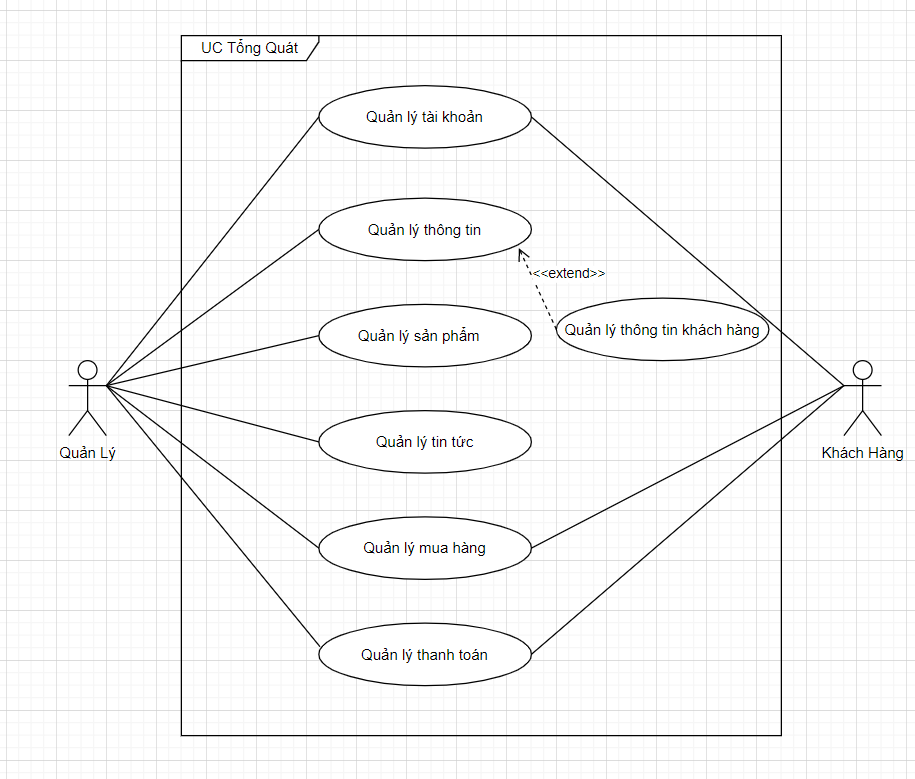 UC Tổng Quát
Quản lý tài khoản
Quản lý thông tin
<<extend>>
Quản lý thông tin khách hàng
Quản lý sản phẩm
Quản lý tin tức
Quản Lý
Khách Hàng
Quản lý mua hàng
Quản lý thanh toán